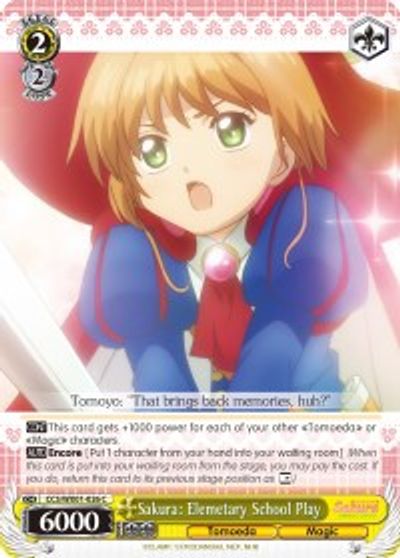 2
2
Tomoyo: "That brings back memories, huh?"
This card gets +1000 power for each of your other «Tomoeda» or
«Magic» characters.
AUTO Encore [Put 1 character from your hand into your waiting room] (When
this card is put into your waiting room from the stage, you may pay the cost. If
you do, return this card to its previous stage position as)
Sakura: Elemetary School Play
6000
Tomoeda
Magic